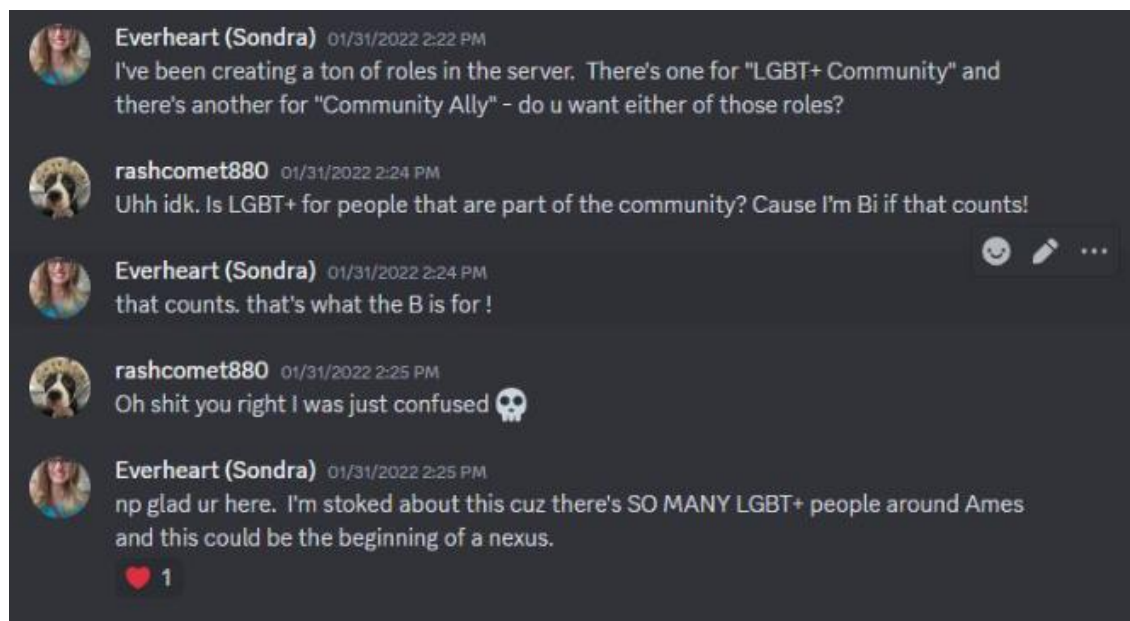 Everheart (Sondra) 01/31/2022 2:22 PM
I've been creating a ton of roles in the server.  There's one for "LGBT+ Community" and
there's another for "Community Ally" - do u want either of those roles?
rashcomet880 01/31/2022 2:24 PM
Uhh idk. Is LGBT+ for people that are part of the community? Cause I'm Bi if that counts!
Everheart (Sondra) 01/31/2022 2:24 PM
that counts. that's what the B is for !
rashcomet880 01/31/2022 2:25 PM
Oh shit you right I was just confused 💀
Everheart (Sondra) 01/31/2022 2:25 PM
np glad ur here.  I'm stoked about this cuz there's SO MANY LGBT+ people around Ames
and this could be the beginning of a nexus.
❤️ 1